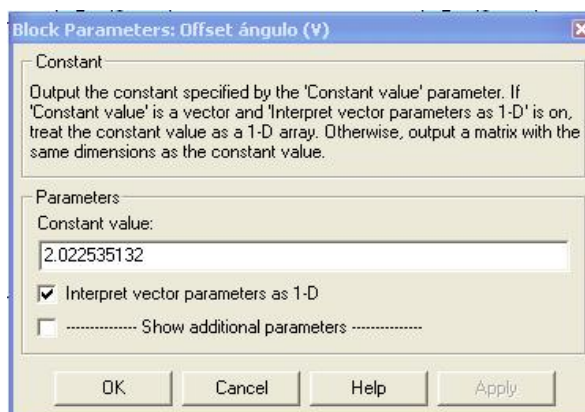 Block Parameters: Offset ángulo (V)
Constant
Output the constant specified by the 'Constant value' parameter. If
'Constant value' is a vector and 'Interpret vector parameters as 1-D' is on,
treat the constant value as a 1-D array. Otherwise, output a matrix with the
same dimensions as the constant value.
Parameters
Constant value:
2.022535132
Interpret vector parameters as 1-D
--------------- Show additional parameters ---------------
OK
Cancel
Help
Apply